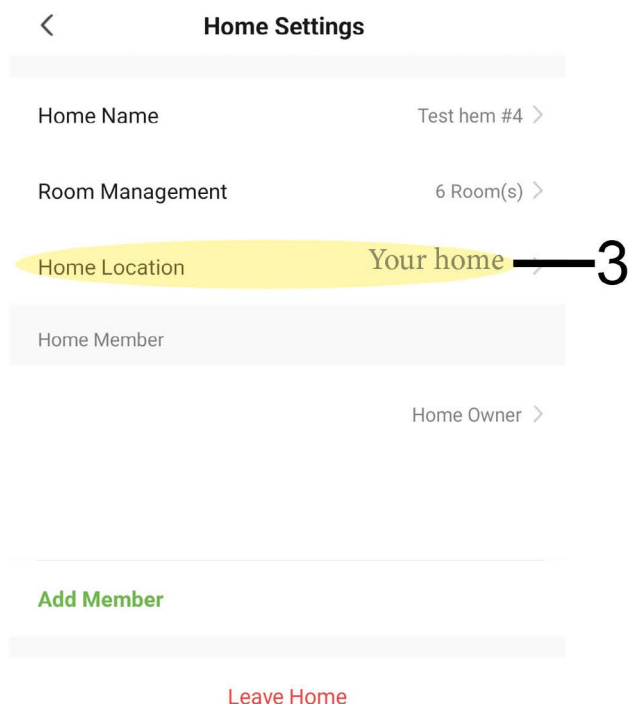 Home Settings
Home Name Test hem #4
Room Management 6 Room(s)
Home Location Your home 3
Home Member
Home Owner
Add Member
Leave Home